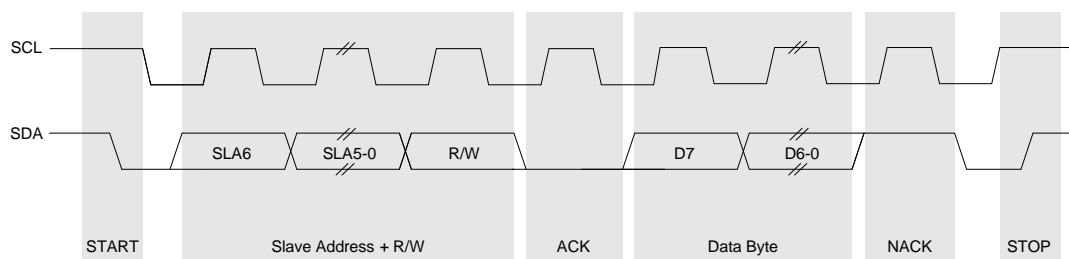 SCL
SDA
SLA6 SLA5-0 R/W D7 D6-0
START Slave Address + R/W ACK Data Byte NACK STOP